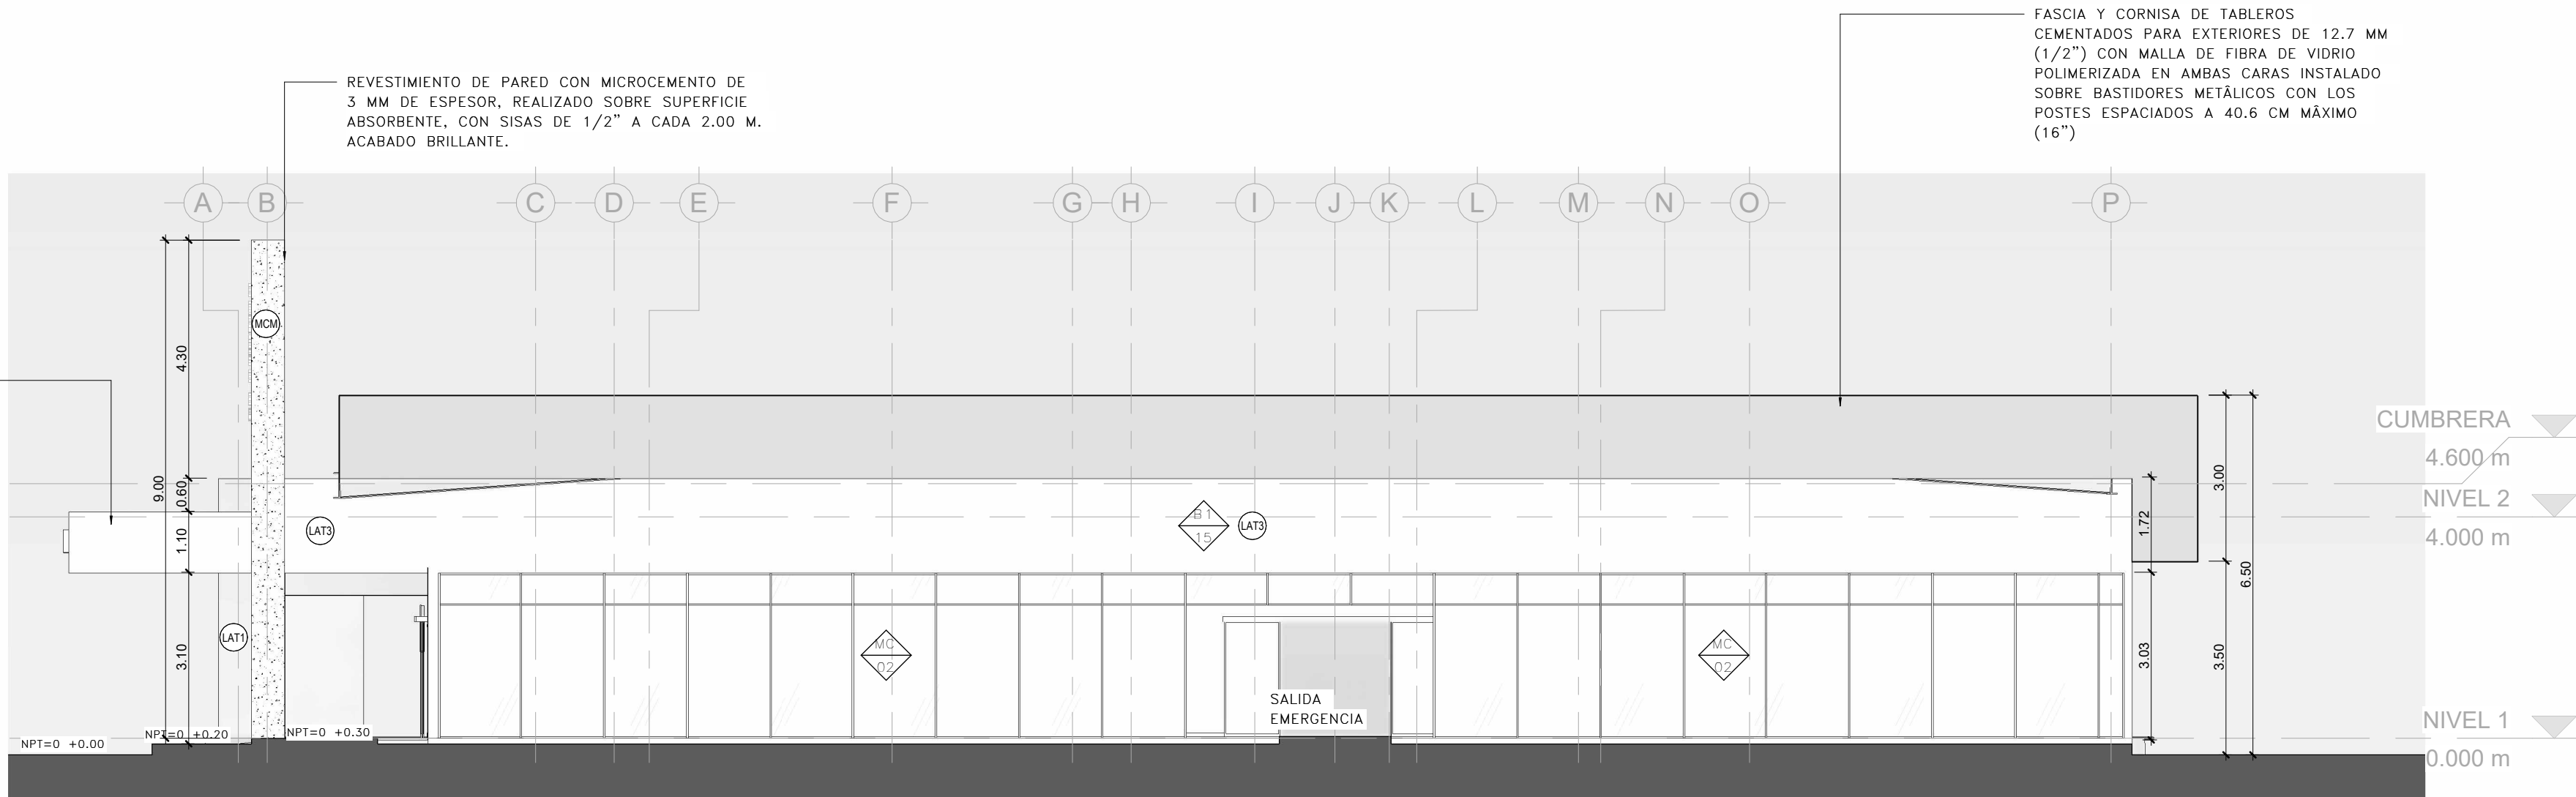 FASCIA Y CORNISA DE TABLEROS
CEMENTADOS PARA EXTERIORES DE 12.7 MM
(1/2") CON MALLA DE FIBRA DE VIDRIO
POLIMERIZADA EN AMBAS CARAS INSTALADO
SOBRE BASTIDORES METÂLICOS CON LOS
POSTES ESPACIADOS A 40.6 CM MÂXIMO
(16")
REVESTIMIENTO DE PARED CON MICROCEMENTO DE
3 MM DE ESPESOR, REALIZADO SOBRE SUPERFICIE
ABSORBENTE, CON SISAS DE 1/2" A CADA 2.00 M.
ACABADO BRILLANTE.
A B C D E F G H I J K L M N O P
MCM
4.30
9.00
0.60
1.10
3.10
LAT3
LAT1
B1
15
LAT3
MC
02
MC
02
SALIDA
EMERGENCIA
NPT=0 +0.00
NPT=0 +0.20
NPT=0 +0.30
1.72
3.03
3.00
3.50
6.50
CUMBRERA
4.600 m
NIVEL 2
4.000 m
NIVEL 1
0.000 m